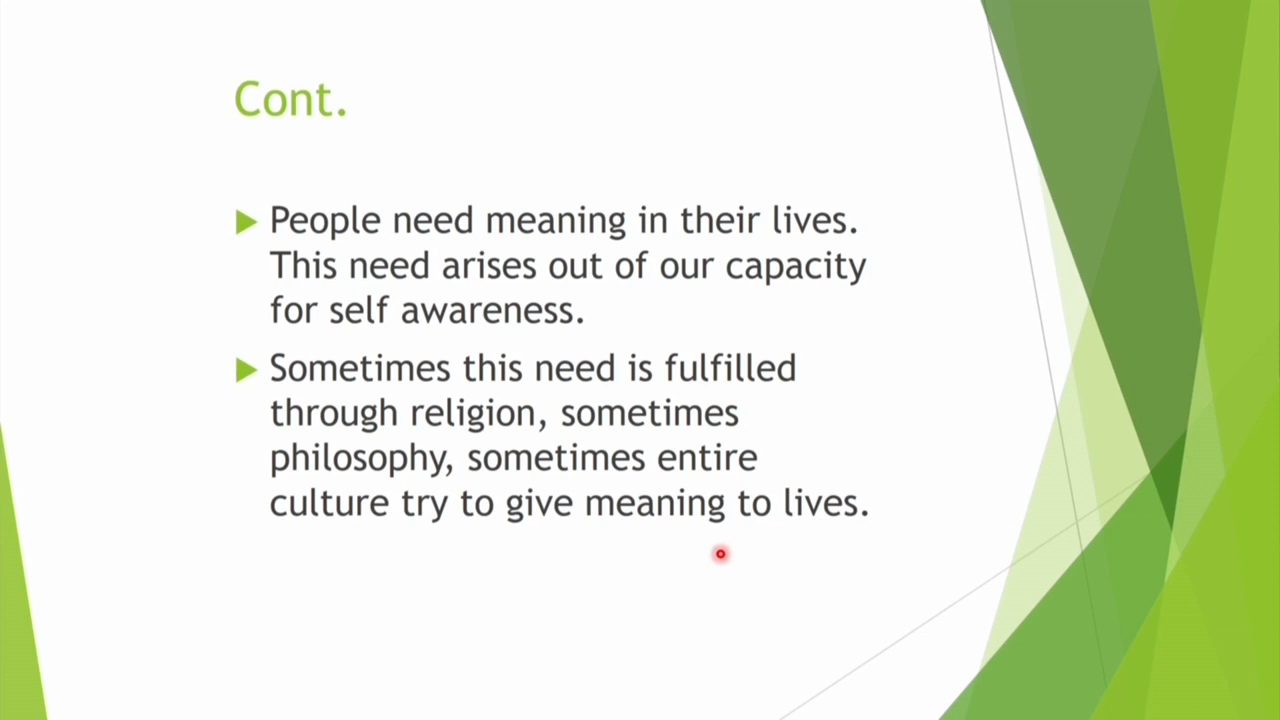 Cont.
People need meaning in their lives.
This need arises out of our capacity
for self awareness.
Sometimes this need is fulfilled
through religion, sometimes
philosophy, sometimes entire
culture try to give meaning to lives.